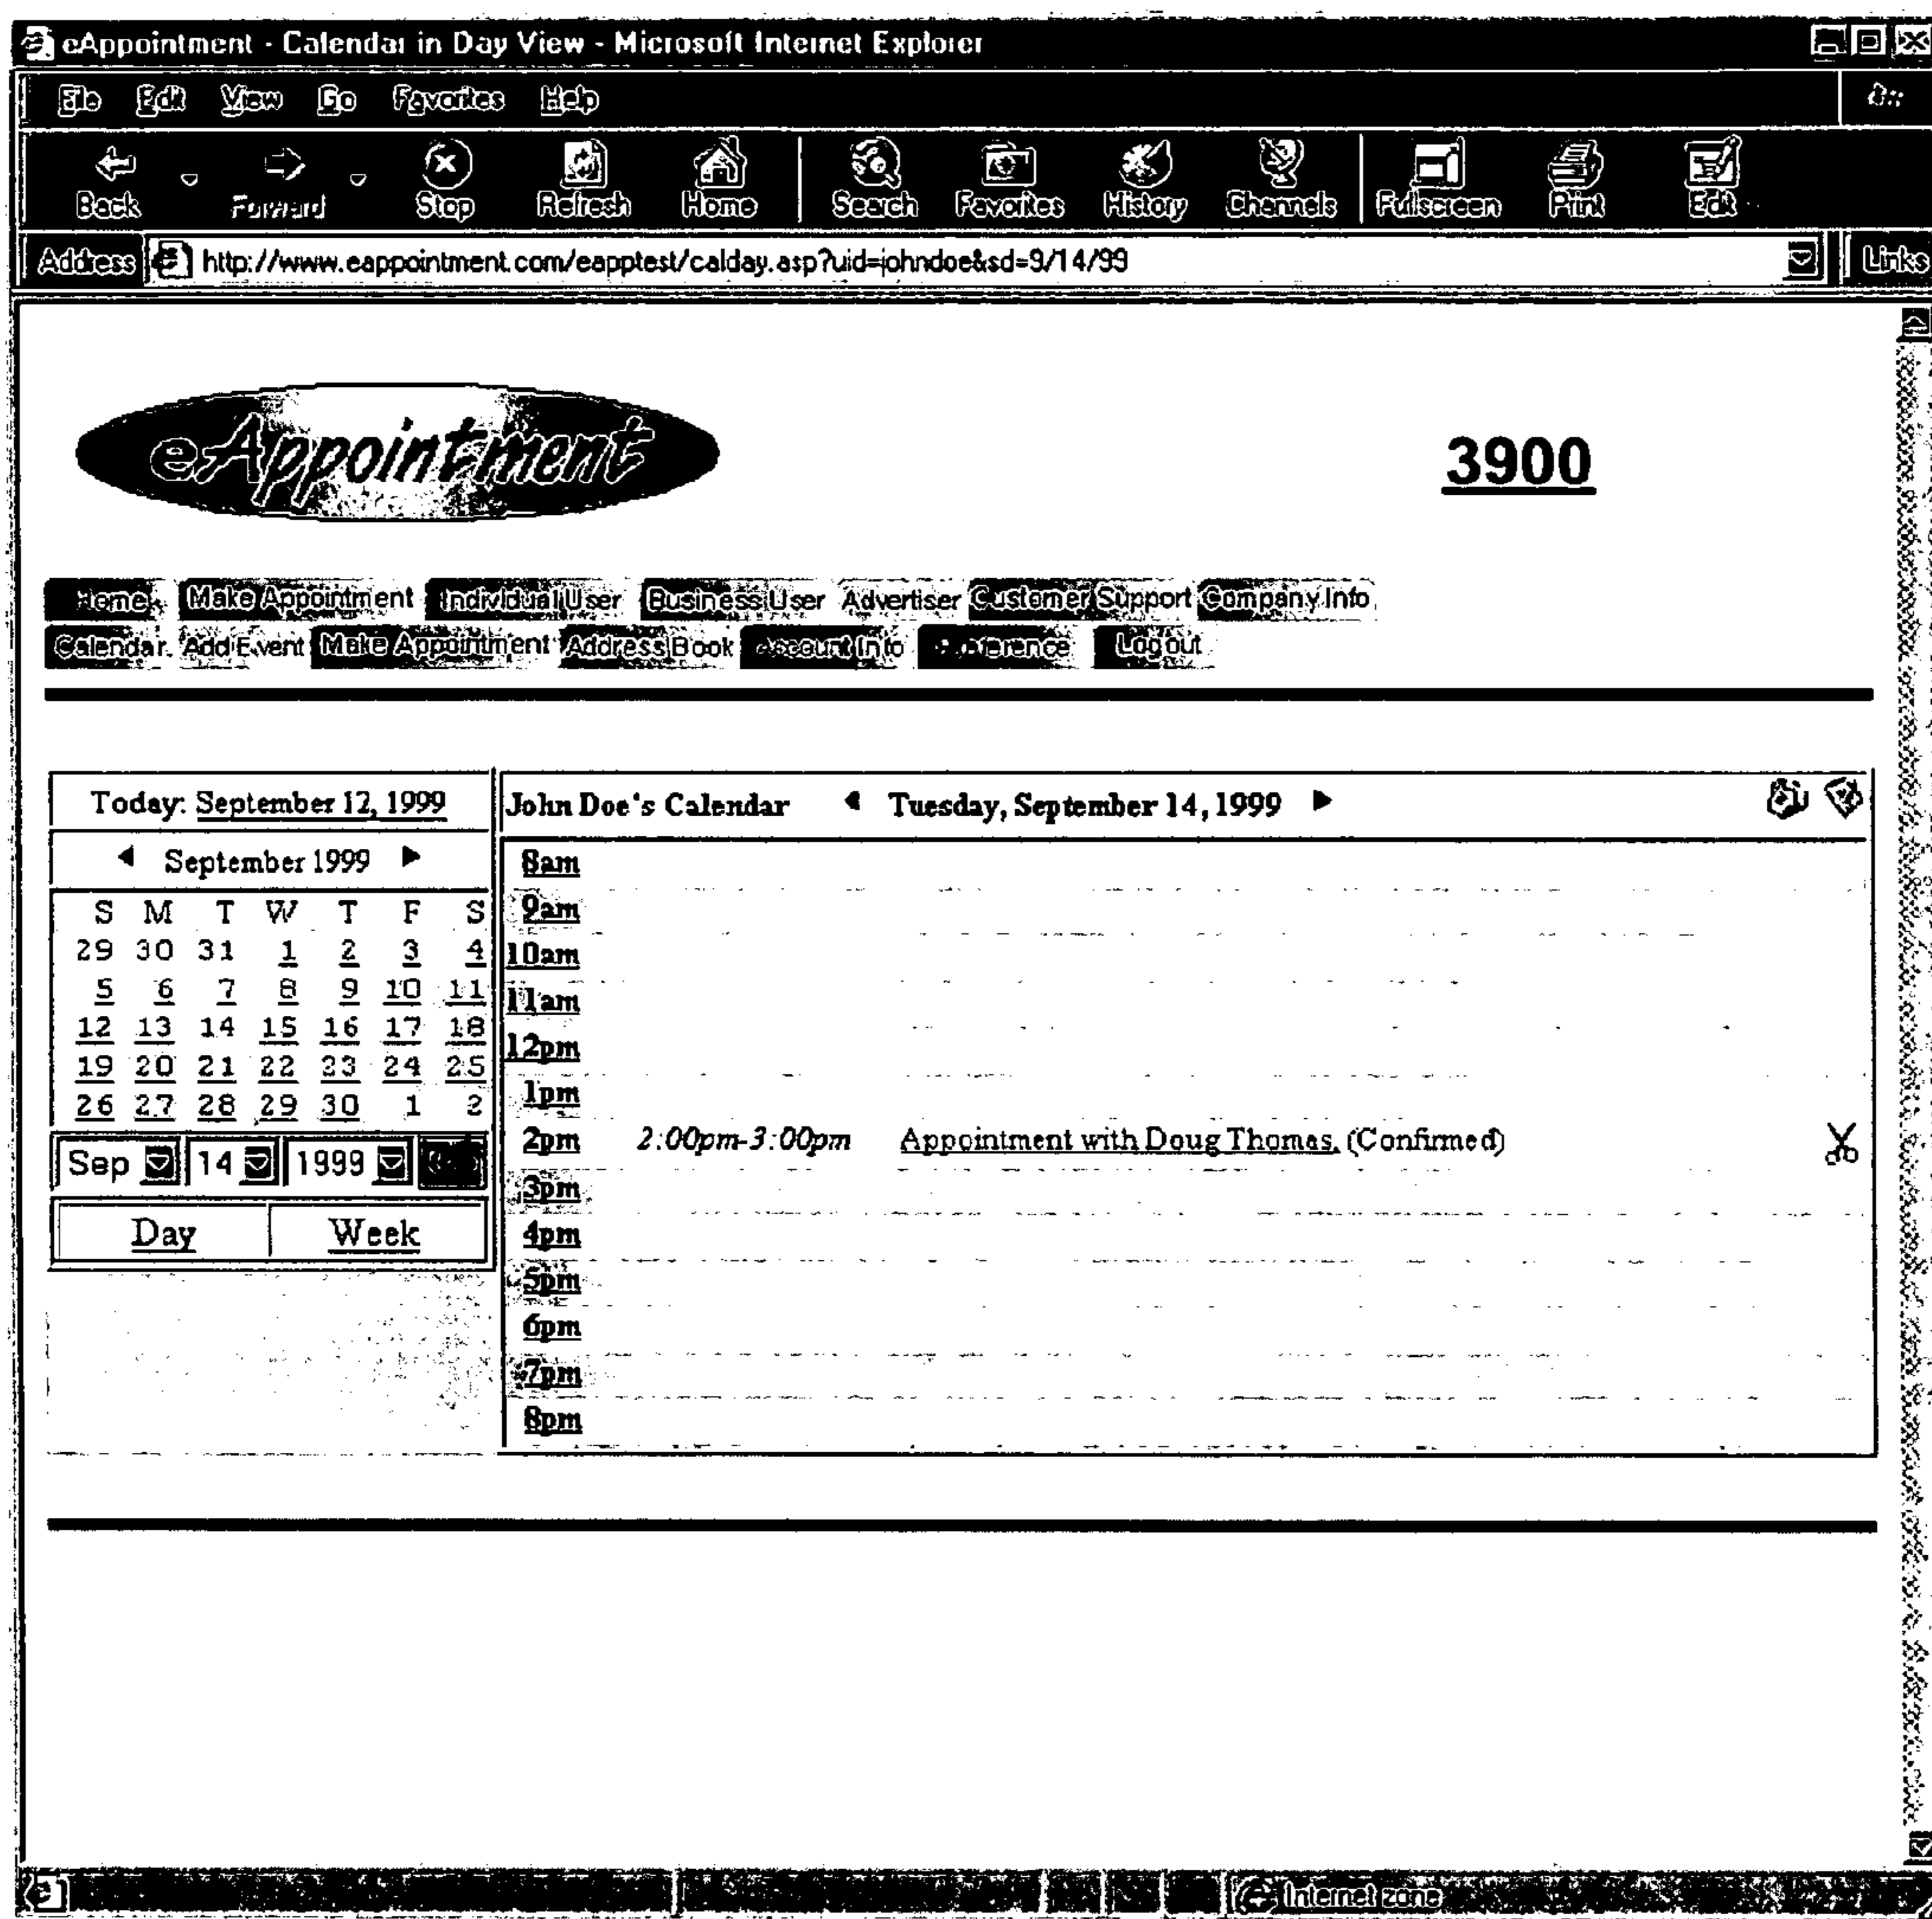 eAppointment - Calendar in Day View - Microsoft Internet Explorer
File Edit View Go Favorites Help
Back Forward Stop Refresh Home Search Favorites History Channels Fullscreen Print Edit
Address http://www.eappointment.com/eapptest/calday.asp?uid=johndoe&sd=9/14/99 Links
eAppointment
3900
Home Make Appointment Individual User Business User Advertiser Customer Support Company Info
Calendar Add Event Make Appointment Address Book Account Info Preference Logout
Today: September 12, 1999
September 1999
S M T W T F S
29 30 31 1 2 3 4
5 6 7 8 9 10 11
12 13 14 15 16 17 18
19 20 21 22 23 24 25
26 27 28 29 30 1 2
Sep 14 1999
Day Week
John Doe's Calendar Tuesday, September 14, 1999
8am
9am
10am
11am
12pm
1pm
2pm 2:00pm-3:00pm Appointment with Doug Thomas. (Confirmed)
3pm
4pm
5pm
6pm
7pm
8pm
Internet zone